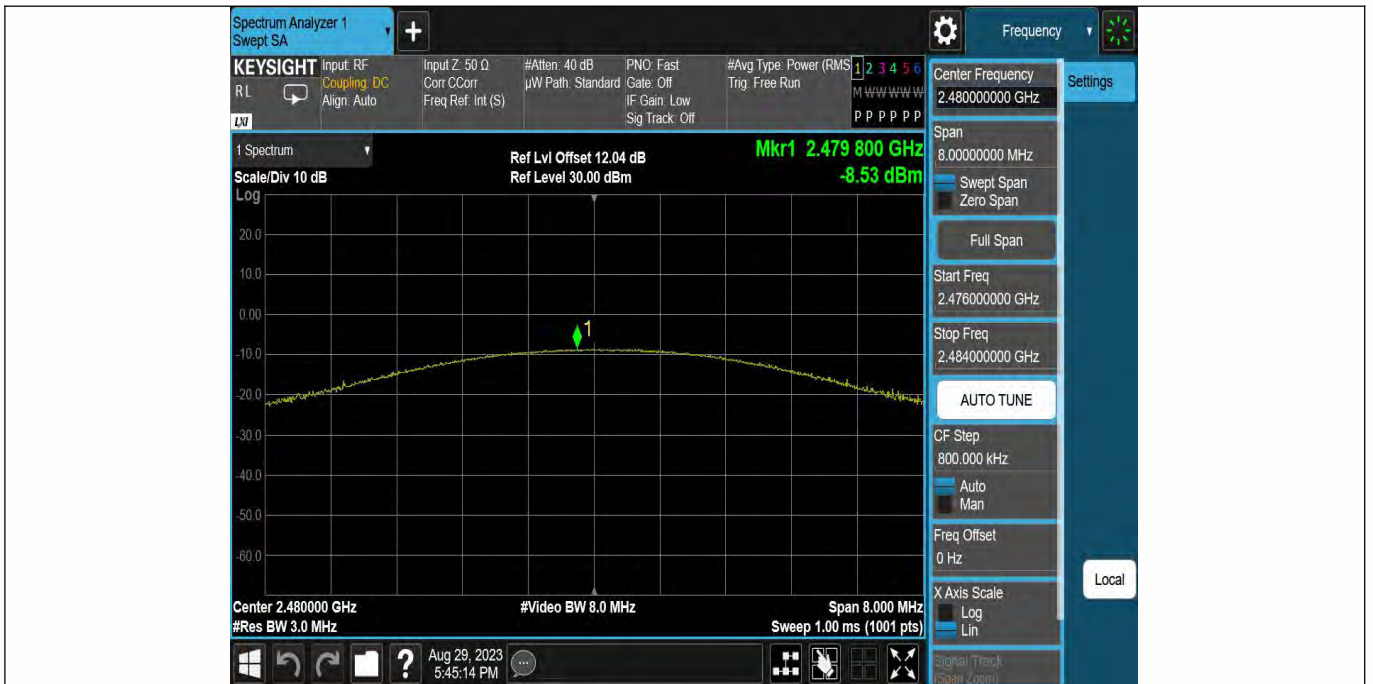 Spectrum Analyzer 1
Swept SA
+
Frequency
KEYSIGHT
RL
LXI
Input: RF
Coupling: DC
Align: Auto
Input Z: 50 Ω
Corr CCorr
Freq Ref: Int (S)
#Atten: 40 dB
µW Path: Standard
PNO: Fast
Gate: Off
IF Gain: Low
Sig Track: Off
#Avg Type: Power (RMS
Trig: Free Run
1 2 3 4 5 6
M W W W W W
P P P P P P
1 Spectrum
Scale/Div 10 dB
Ref Lvl Offset 12.04 dB
Ref Level 30.00 dBm
Mkr1 2.479 800 GHz
-8.53 dBm
Log
20.0
10.0
0.00
-10.0
-20.0
-30.0
-40.0
-50.0
-60.0
1
Center 2.480000 GHz
#Res BW 3.0 MHz
#Video BW 8.0 MHz
Span 8.000 MHz
Sweep 1.00 ms (1001 pts)
Center Frequency
2.480000000 GHz
Settings
Span
8.00000000 MHz
Swept Span
Zero Span
Full Span
Start Freq
2.476000000 GHz
Stop Freq
2.484000000 GHz
AUTO TUNE
CF Step
800.000 kHz
Auto
Man
Freq Offset
0 Hz
X Axis Scale
Log
Lin
Local
Signal Track
(Span Zoom)
?
Aug 29, 2023
5:45:14 PM